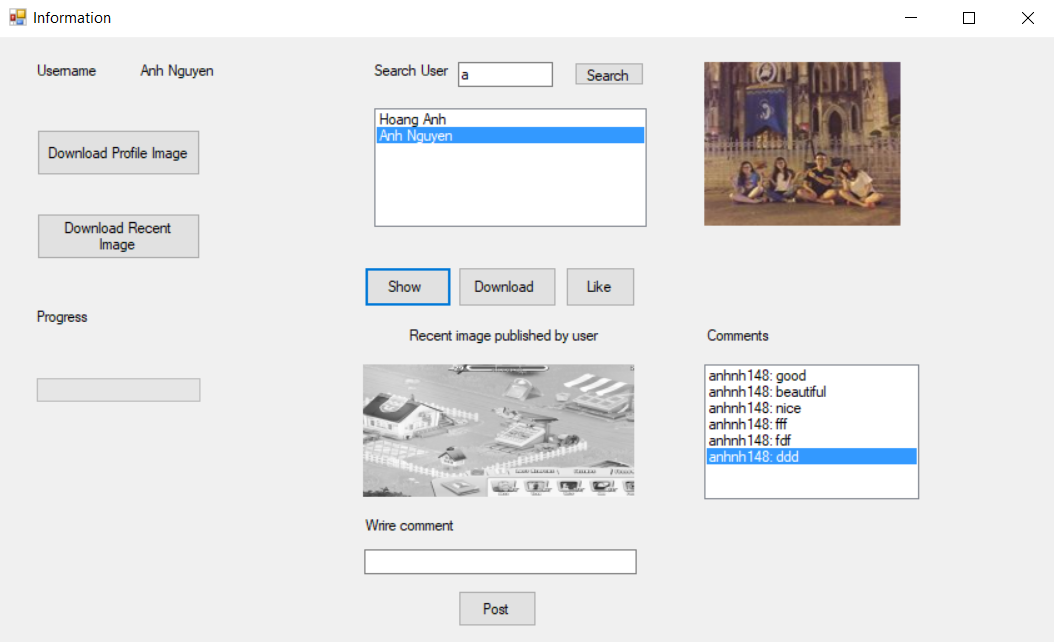 Information
Username Anh Nguyen
Search User a Search
Hoang Anh
Anh Nguyen
Download Profile Image
Download Recent
Image
Show Download Like
Progress
Recent image published by user
Comments
anhnh148: good
anhnh148: beautiful
anhnh148: nice
anhnh148: fff
anhnh148: fdf
anhnh148: ddd
Wrire comment
Post